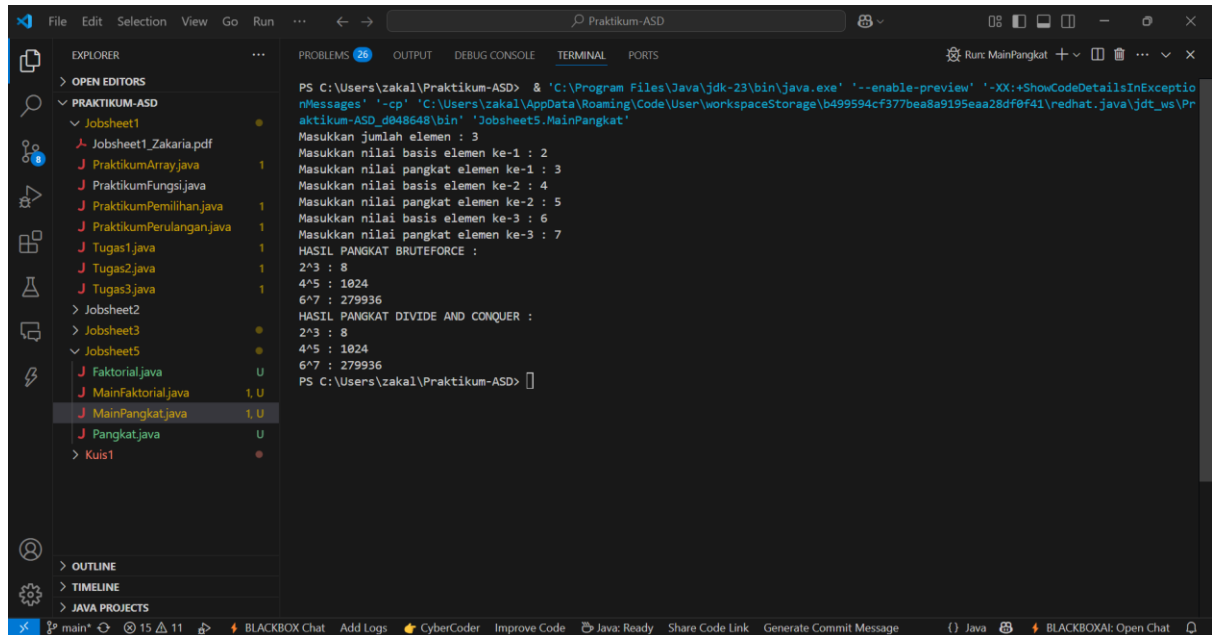 File Edit Selection View Go Run ... Praktikum-ASD
EXPLORER ...
OPEN EDITORS
PRAKTIKUM-ASD
Jobsheet1
Jobsheet1_Zakaria.pdf
J PraktikumArray.java 1
J PraktikumFungsi.java
J PraktikumPemilihan.java 1
J PraktikumPerulangan.java 1
J Tugas1.java 1
J Tugas2.java 1
J Tugas3.java 1
Jobsheet2
Jobsheet3
Jobsheet5
J Faktorial.java U
J MainFaktorial.java 1, U
J MainPangkat.java 1, U
J Pangkat.java U
Kuis1
OUTLINE
TIMELINE
JAVA PROJECTS
8
PROBLEMS 26 OUTPUT DEBUG CONSOLE TERMINAL PORTS Run: MainPangkat
PS C:\Users\zakal\Praktikum-ASD> & 'C:\Program Files\Java\jdk-23\bin\java.exe' '--enable-preview' '-XX:+ShowCodeDetailsInExceptio
nMessages' '-cp' 'C:\Users\zakal\AppData\Roaming\Code\User\workspaceStorage\b499594cf377bea8a9195eaa28df0f41\redhat.java\jdt_ws\Pr
aktikum-ASD_d048648\bin' 'Jobsheet5.MainPangkat'
Masukkan jumlah elemen : 3
Masukkan nilai basis elemen ke-1 : 2
Masukkan nilai pangkat elemen ke-1 : 3
Masukkan nilai basis elemen ke-2 : 4
Masukkan nilai pangkat elemen ke-2 : 5
Masukkan nilai basis elemen ke-3 : 6
Masukkan nilai pangkat elemen ke-3 : 7
HASIL PANGKAT BRUTEFORCE :
2^3 : 8
4^5 : 1024
6^7 : 279936
HASIL PANGKAT DIVIDE AND CONQUER :
2^3 : 8
4^5 : 1024
6^7 : 279936
PS C:\Users\zakal\Praktikum-ASD>
main* 15 11 BLACKBOX Chat Add Logs CyberCoder Improve Code Java: Ready Share Code Link Generate Commit Message {} Java BLACKBOXAI: Open Chat